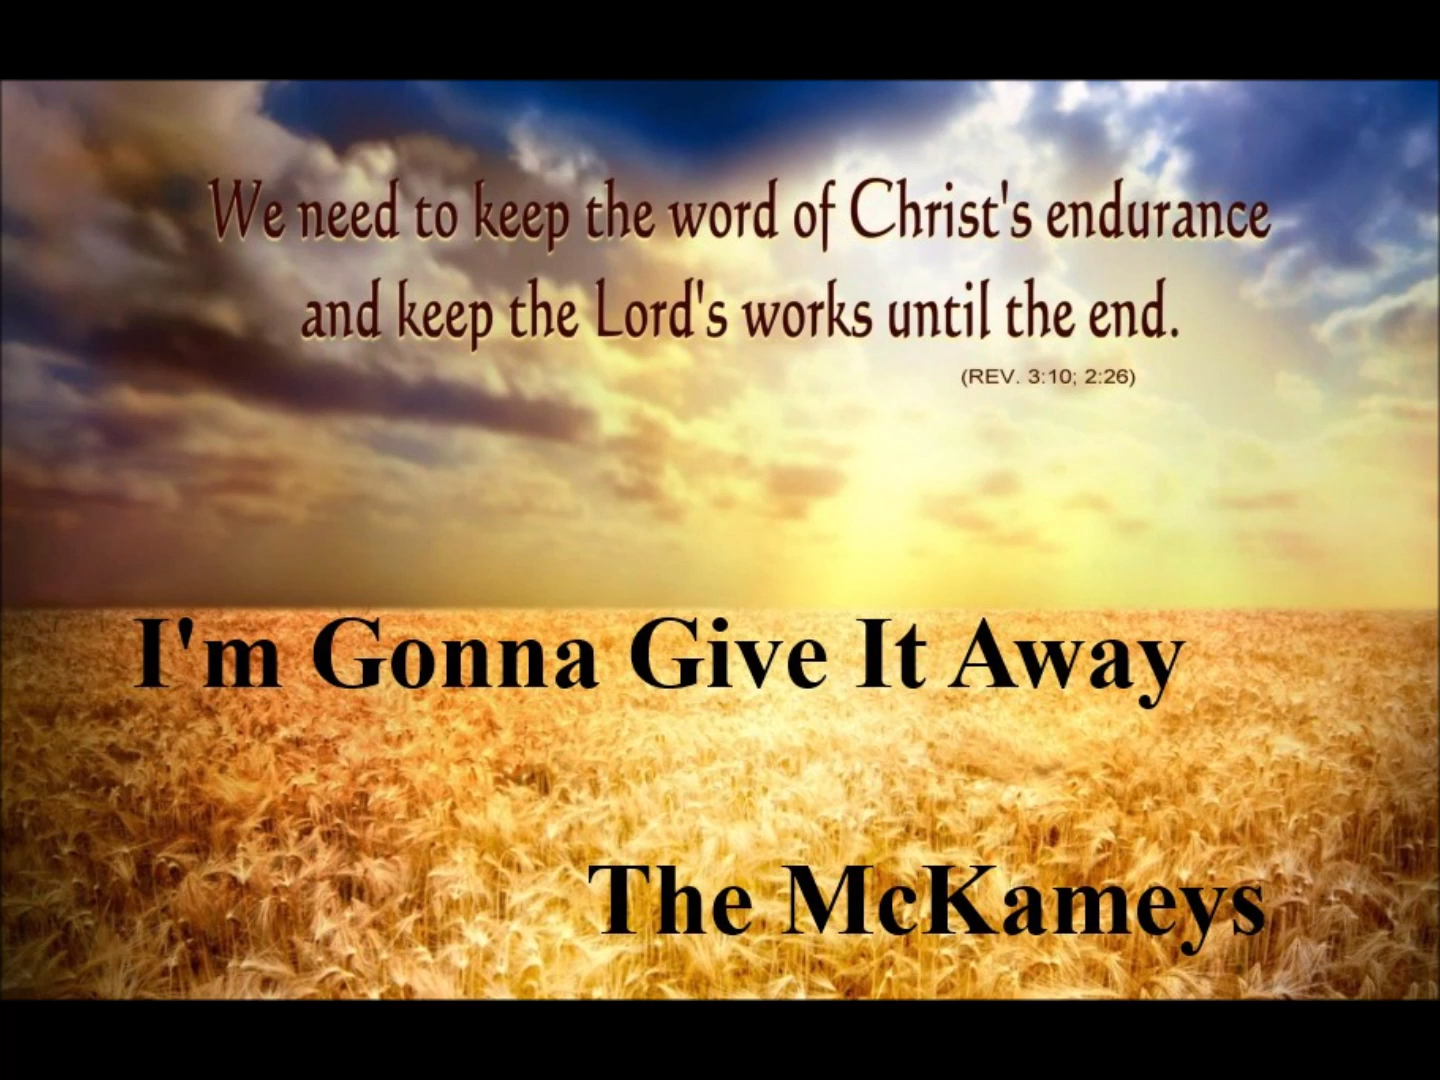 We need to keep the word of Christ's endurance
and keep the Lord's works until the end.
(REV. 3:10; 2:26)
I'm Gonna Give It Away
The McKameys